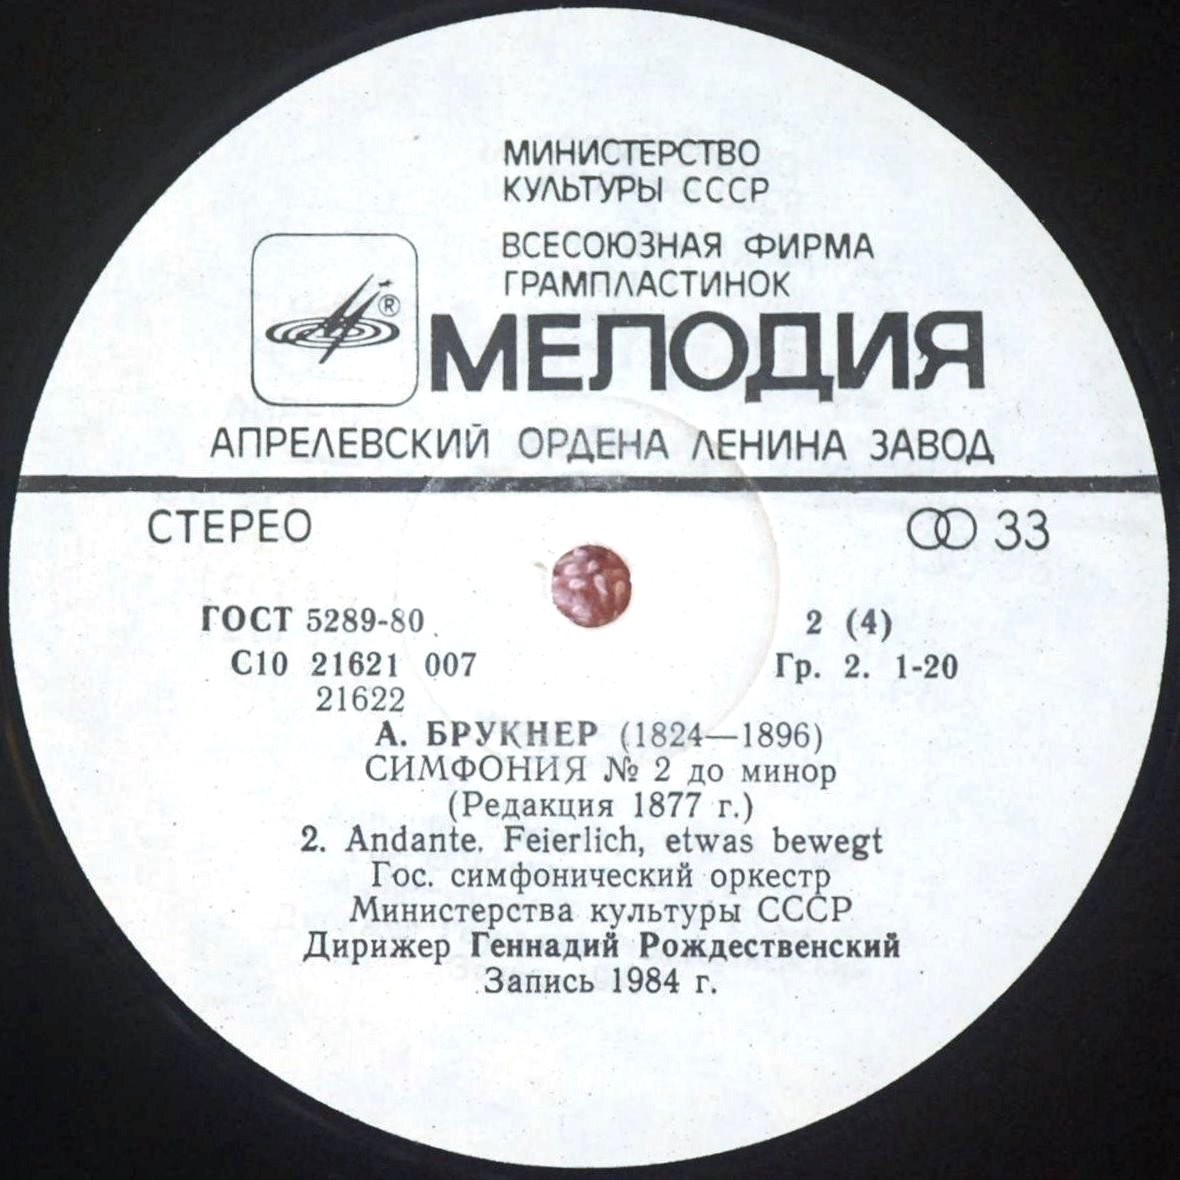 МИНИСТЕРСТВО
КУЛЬТУРЫ СССР
ВСЕСОЮЗНАЯ ФИРМА
ГРАМПЛАСТИНОК
®
МЕЛОДИЯ
АПРЕЛЕВСКИЙ ОРДЕНА ЛЕНИНА ЗАВОД
СТЕРЕО
33
ГОСТ 5289-80
2 (4)
С10 21621 007
Гр. 2. 1-20
21622
А. БРУКНЕР (1824—1896)
СИМФОНИЯ № 2 до минор
(Редакция 1877 г.)
2. Andante. Feierlich, etwas bewegt
Гос. симфонический оркестр
Министерства культуры СССР
Дирижер Геннадий Рождественский
Запись 1984 г.